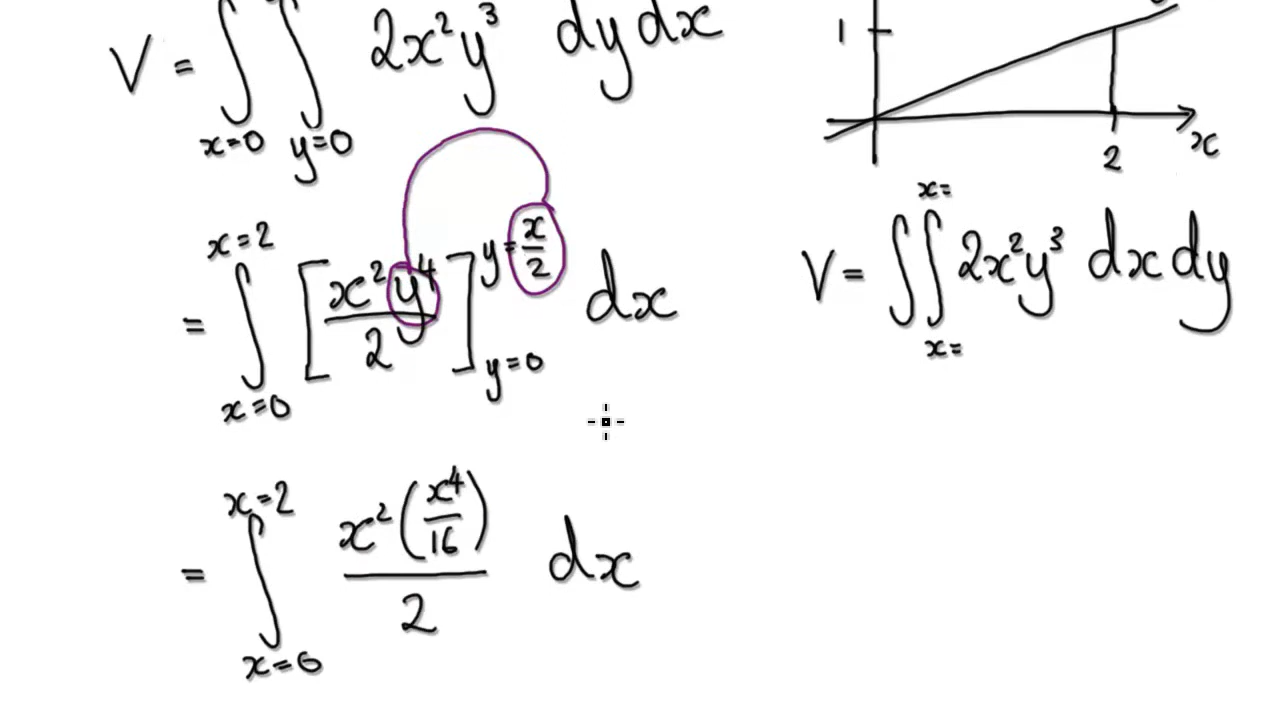 V = ∫_{x=0} ∫_{y=0} 2x²y³ dy dx
= ∫_{x=0}^{x=2} [x²y⁴/2]_{y=0}^{y=x/2} dx
= ∫_{x=0}^{x=2} x²(x⁴/16)/2 dx
1
2
x
V = ∫∫_{x=}^{x=} 2x²y³ dx dy